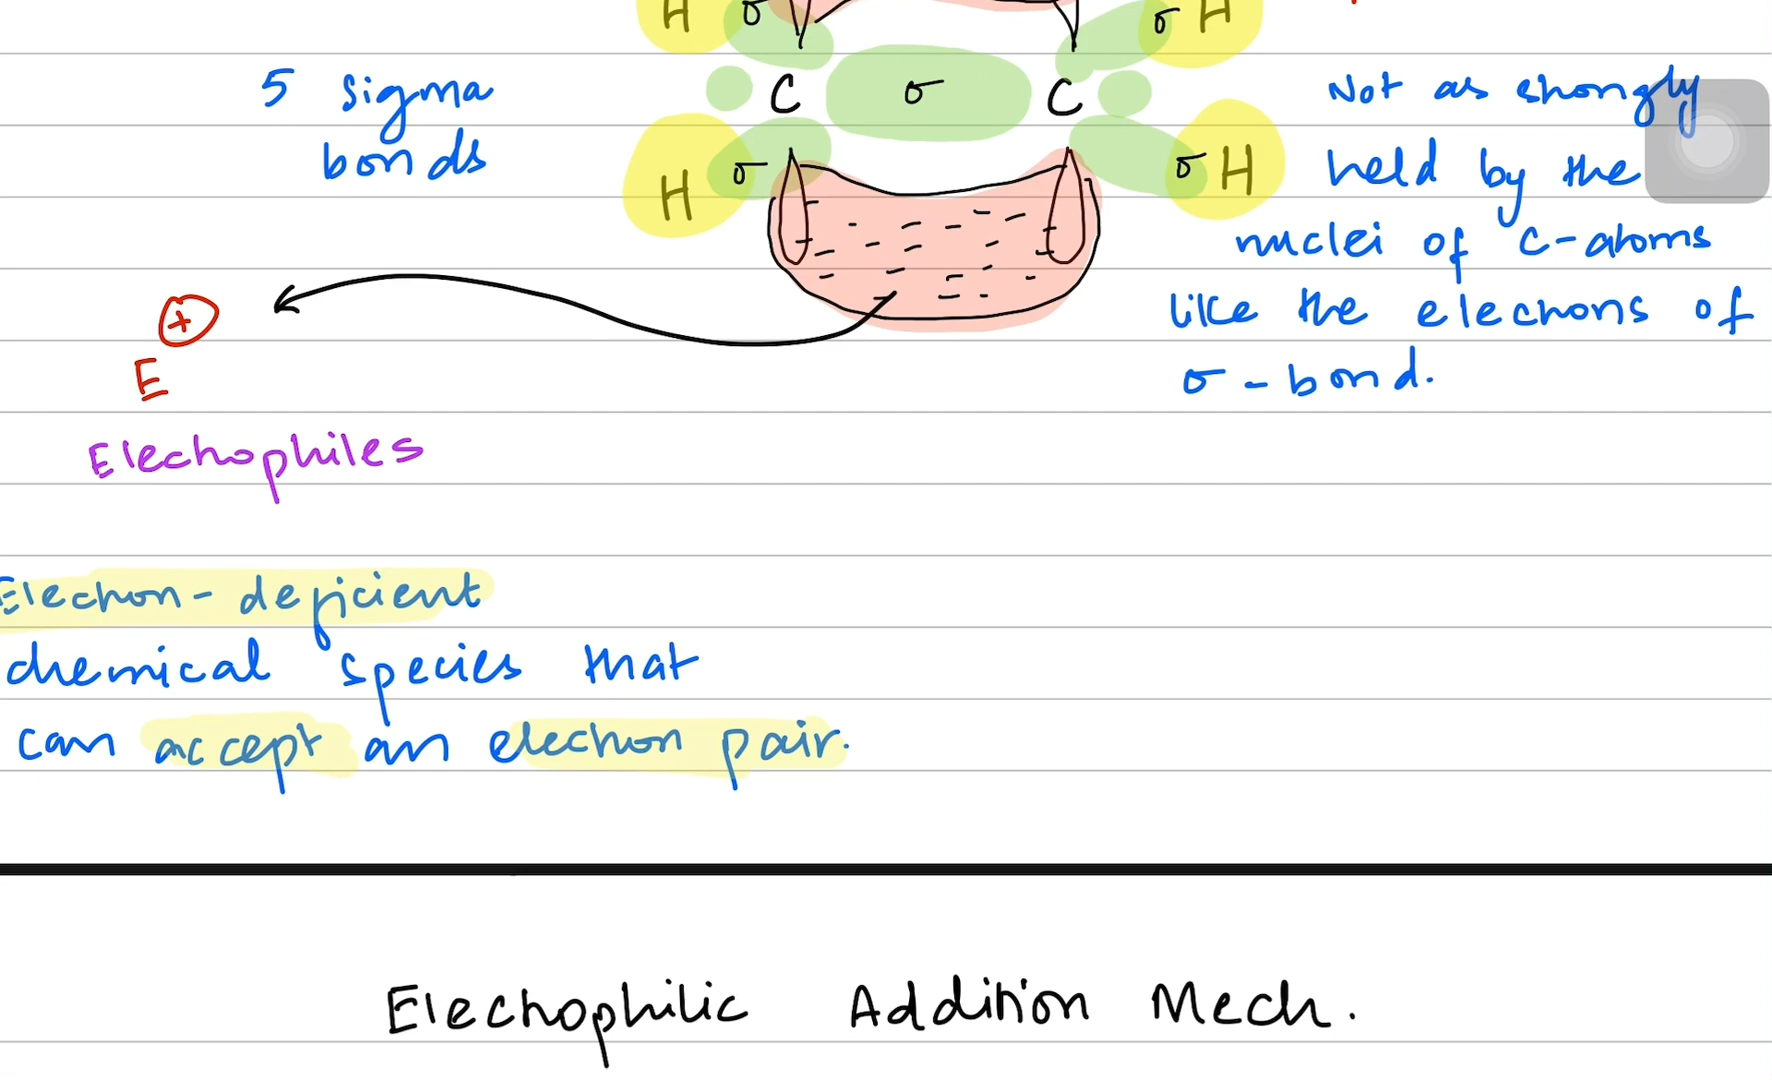 H σ
σ H
5 Sigma
bonds
C σ C
H σ
σ H
Not as strongly
held by the
nuclei of C-atoms
like the electrons of
σ - bond.
+
E
Electrophiles
Electron - deficient
chemical species that
can accept an electron pair.
Electrophilic Addition Mech.